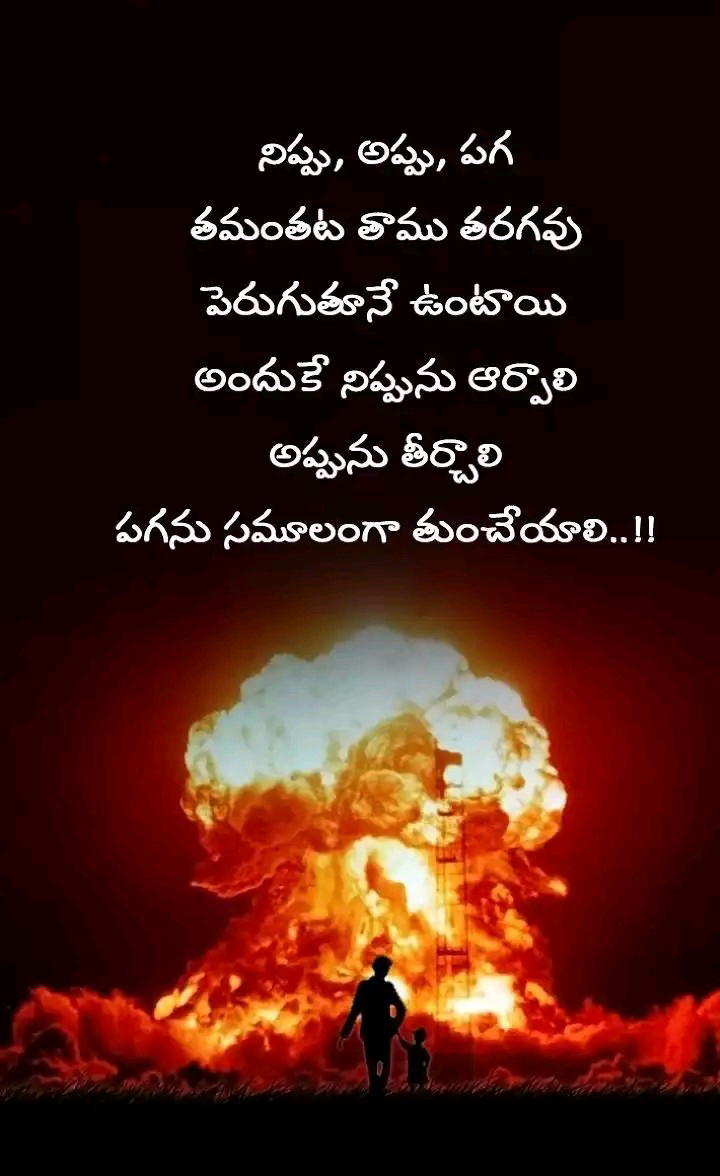 నిప్పు, అప్పు, పగ
తమంతట తాము తరగవు
పెరుగుతూనే ఉంటాయి
అందుకే నిప్పును ఆర్పాలి
అప్పును తీర్చాలి
పగను సమూలంగా తుంచేయాలి..!!